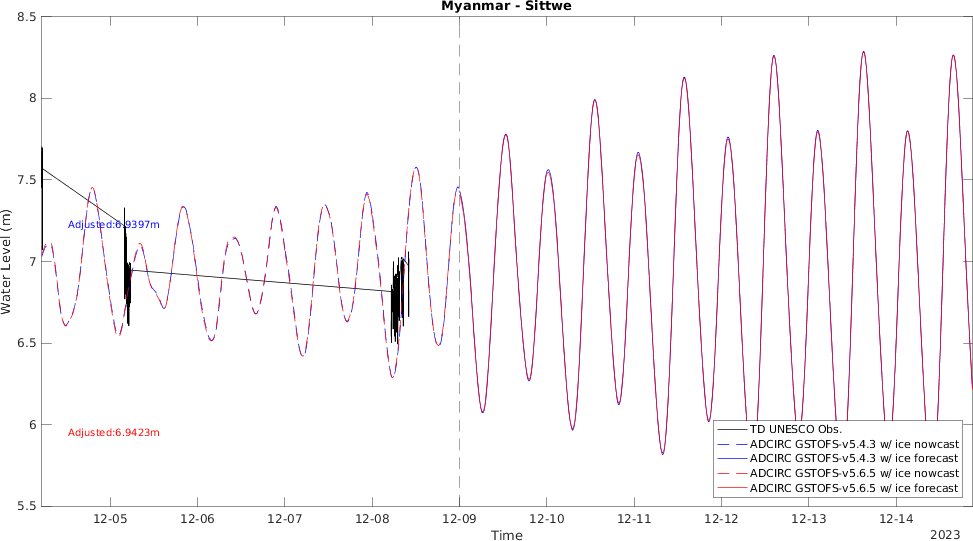 Myanmar - Sittwe
8.5
8
7.5
7
6.5
6
5.5
Water Level (m)
Adjusted:6.9397m
Adjusted:6.9423m
TD UNESCO Obs.
ADCIRC GSTOFS-v5.4.3 w/ ice nowcast
ADCIRC GSTOFS-v5.4.3 w/ ice forecast
ADCIRC GSTOFS-v5.6.5 w/ ice nowcast
ADCIRC GSTOFS-v5.6.5 w/ ice forecast
12-05 12-06 12-07 12-08 12-09 12-10 12-11 12-12 12-13 12-14
Time
2023